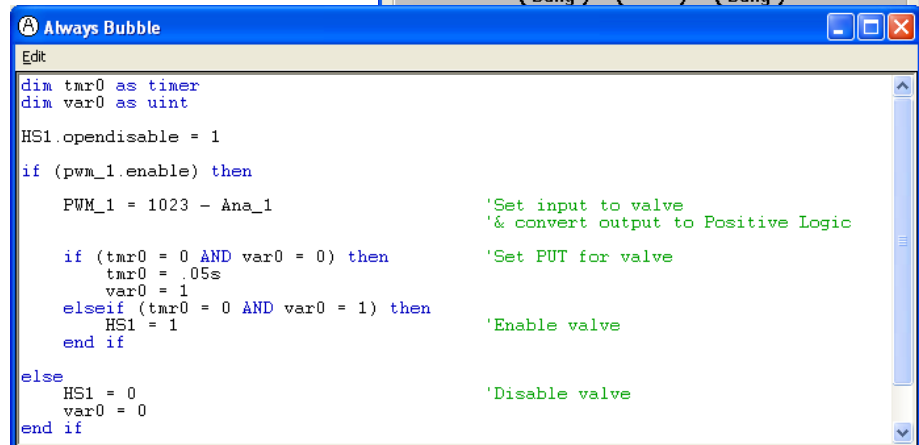 Always Bubble
Edit
dim tmr0 as timer
dim var0 as uint
HS1.opendisable = 1
if (pwm_1.enable) then
PWM_1 = 1023 - Ana_1 'Set input to valve
'& convert output to Positive Logic
if (tmr0 = 0 AND var0 = 0) then 'Set PUT for valve
tmr0 = .05s
var0 = 1
elseif (tmr0 = 0 AND var0 = 1) then
HS1 = 1 'Enable valve
end if
else
HS1 = 0 'Disable valve
var0 = 0
end if